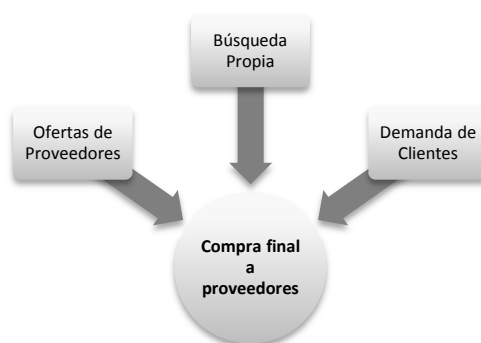 Búsqueda
Propia
Ofertas de
Proveedores
Demanda de
Clientes
Compra final
a
proveedores